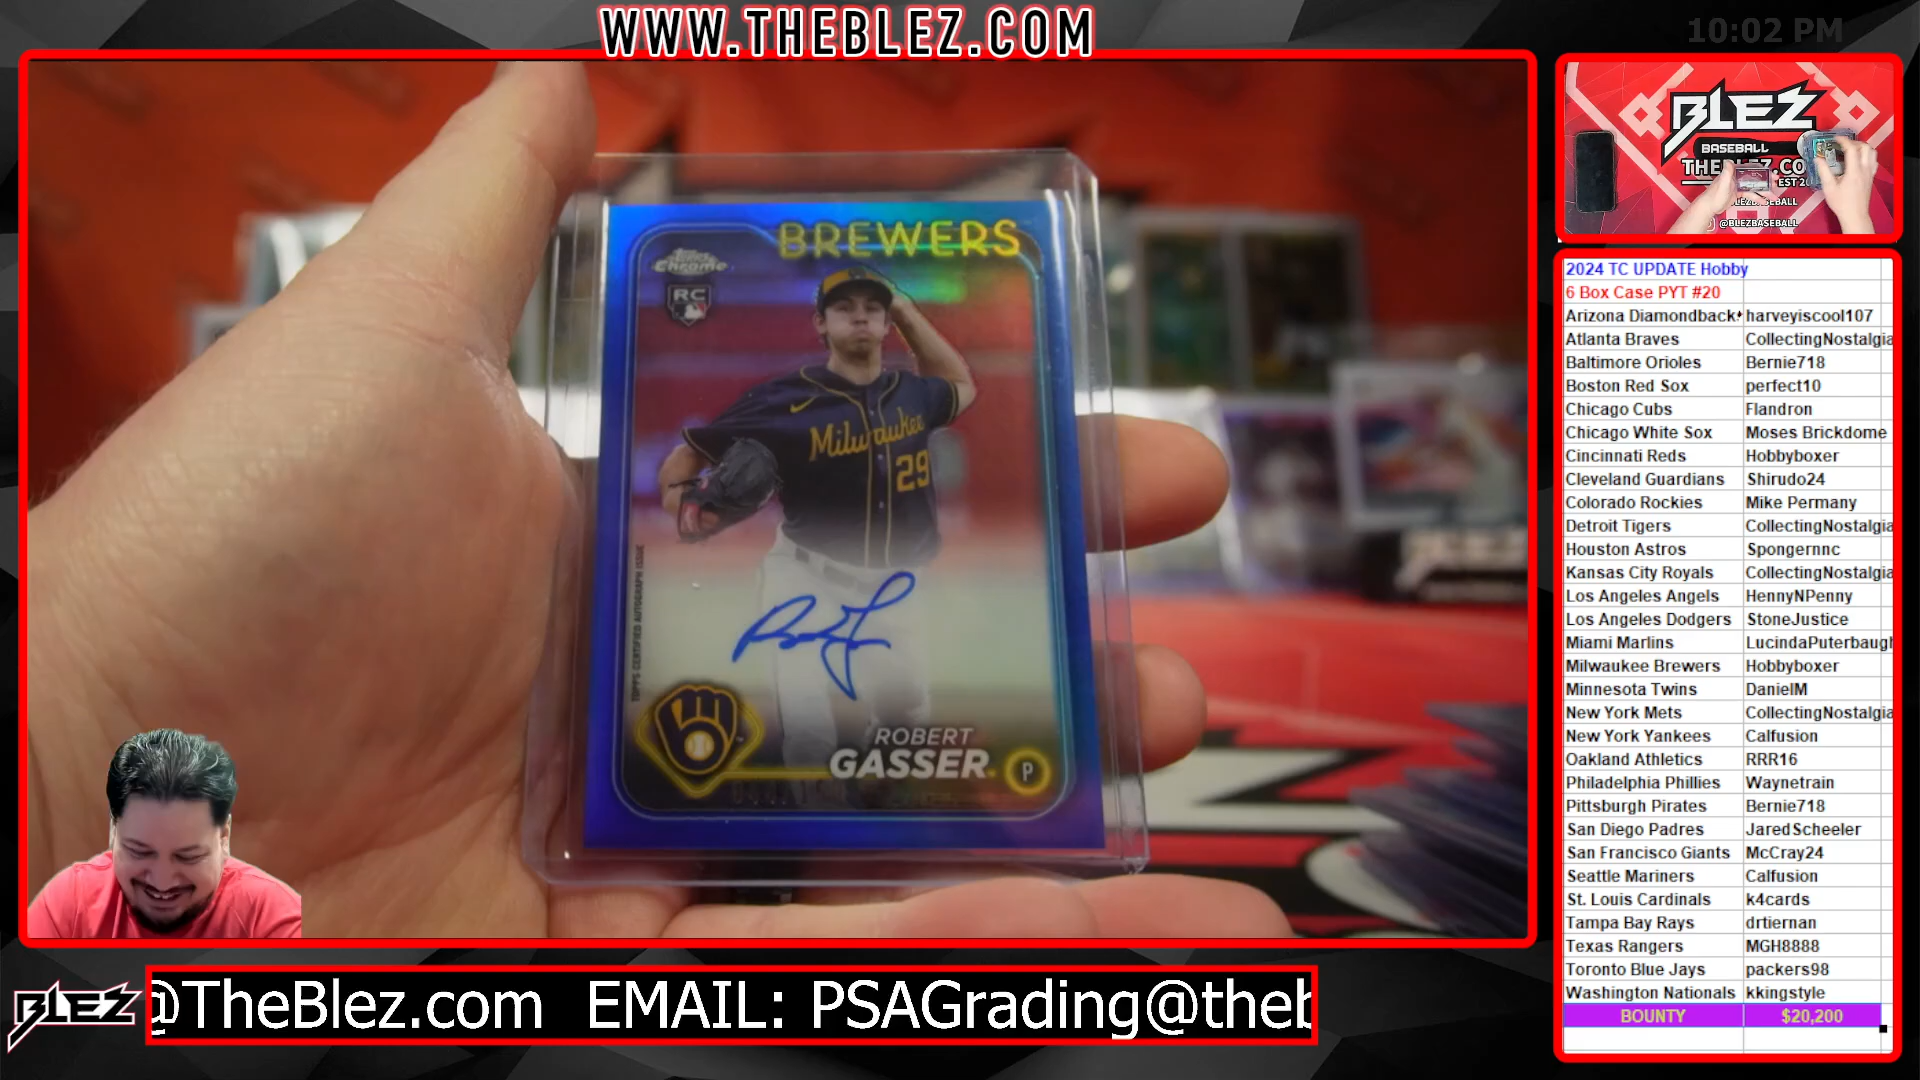 WWW.THEBLEZ.COM
10:02 PM
BREWERS
Topps Chrome
RC
Milwaukee
29
TOPPS CERTIFIED AUTOGRAPH ISSUE
ROBERT
GASSER
P
BLEZ
BASEBALL
@BLEZBASEBALL
2024 TC UPDATE Hobby
6 Box Case PYT #20
Arizona Diamondback harveyiscool107
Atlanta Braves CollectingNostalgia
Baltimore Orioles Bernie718
Boston Red Sox perfect10
Chicago Cubs Flandron
Chicago White Sox Moses Brickdome
Cincinnati Reds Hobbyboxer
Cleveland Guardians Shirudo24
Colorado Rockies Mike Permany
Detroit Tigers CollectingNostalgia
Houston Astros Spongernnc
Kansas City Royals CollectingNostalgia
Los Angeles Angels HennyNPenny
Los Angeles Dodgers StoneJustice
Miami Marlins LucindaPuterbaugh
Milwaukee Brewers Hobbyboxer
Minnesota Twins DanielM
New York Mets CollectingNostalgia
New York Yankees Calfusion
Oakland Athletics RRR16
Philadelphia Phillies Waynetrain
Pittsburgh Pirates Bernie718
San Diego Padres JaredScheeler
San Francisco Giants McCray24
Seattle Mariners Calfusion
St. Louis Cardinals k4cards
Tampa Bay Rays drtiernan
Texas Rangers MGH8888
Toronto Blue Jays packers98
Washington Nationals kkingstyle
BOUNTY $20,200
BLEZ
@TheBlez.com EMAIL: PSAGrading@theb